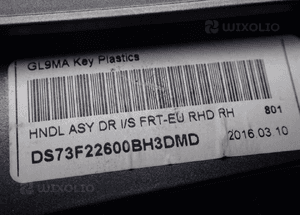 WIXOLIO
GL9MA Key Plastics
HNDL ASY DR I/S FRT-EU RHD RH 801
DS73F22600BH3DMD 2016.03.10
WIXOLIO